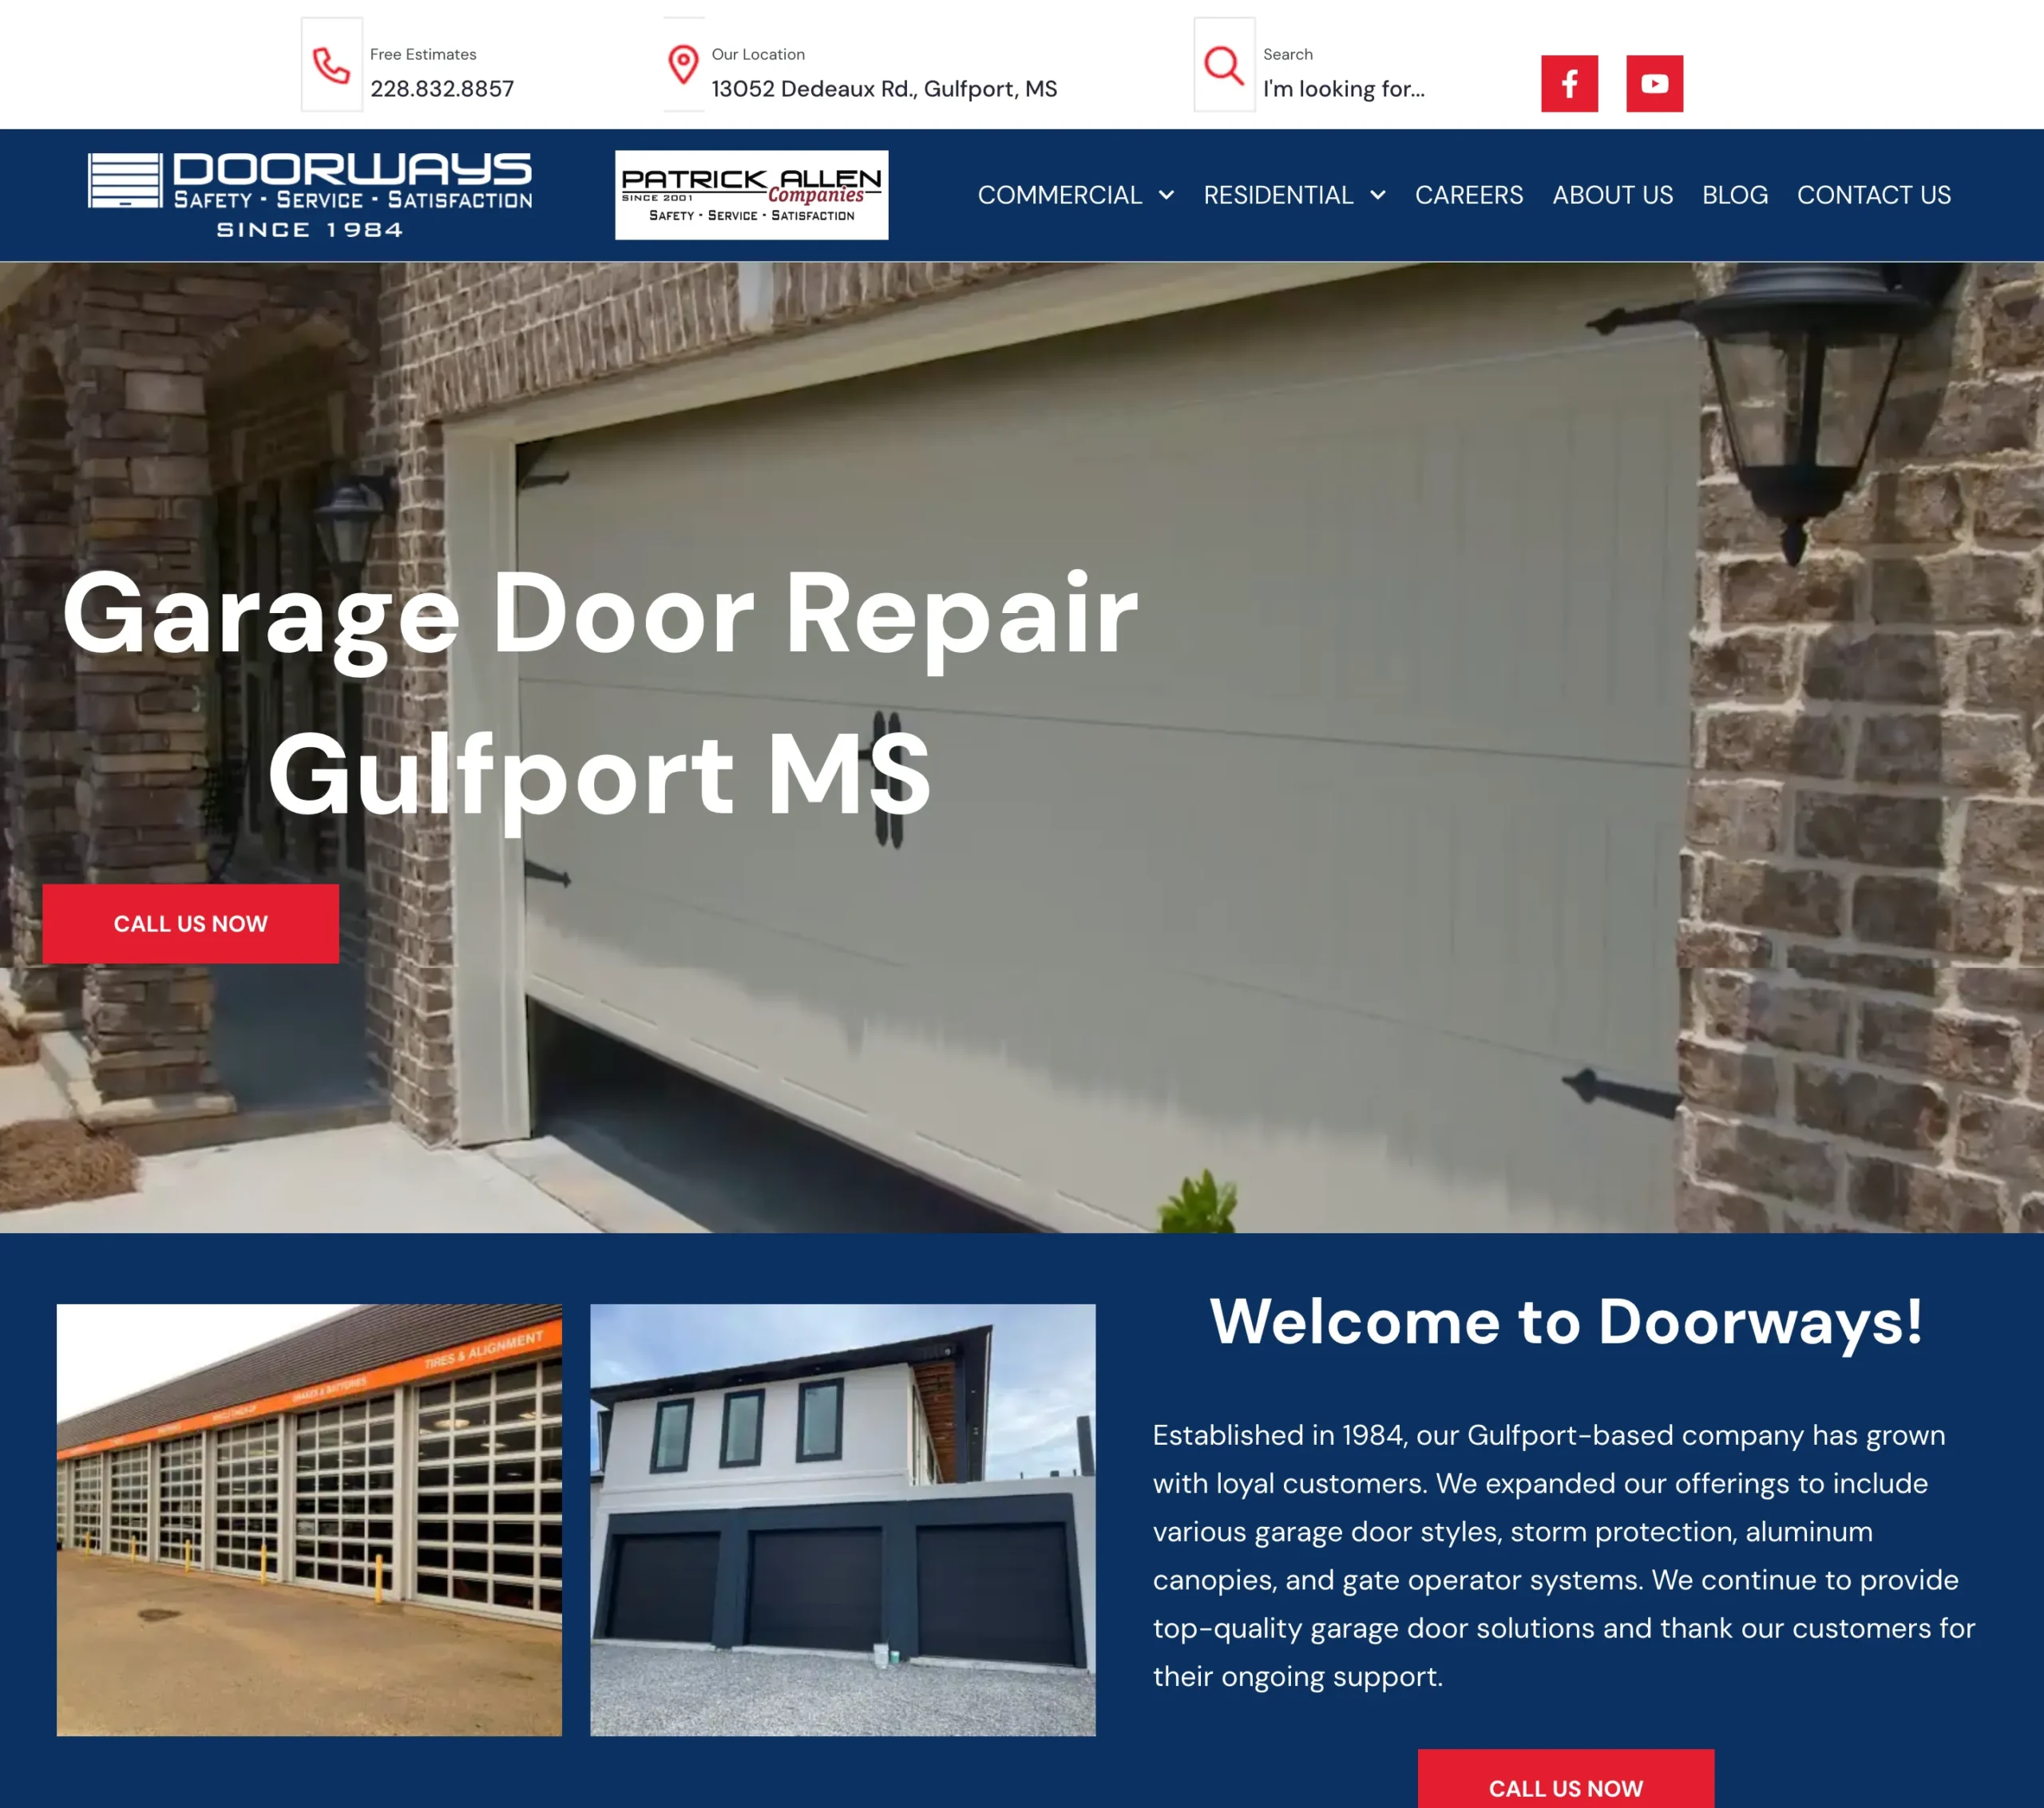 Free Estimates
228.832.8857
Our Location
13052 Dedeaux Rd., Gulfport, MS
Search
I'm looking for...
DOORWAYS
SAFETY • SERVICE • SATISFACTION
SINCE 1984
PATRICK ALLEN
SINCE 2001 Companies
SAFETY • SERVICE • SATISFACTION
COMMERCIAL RESIDENTIAL CAREERS ABOUT US BLOG CONTACT US
Garage Door Repair
Gulfport MS
CALL US NOW
TIRES & ALIGNMENT
BRAKES & BATTERIES
Welcome to Doorways!
Established in 1984, our Gulfport-based company has grown
with loyal customers. We expanded our offerings to include
various garage door styles, storm protection, aluminum
canopies, and gate operator systems. We continue to provide
top-quality garage door solutions and thank our customers for
their ongoing support.
CALL US NOW